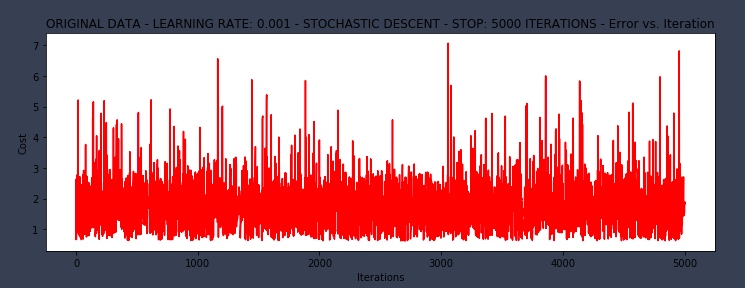 ORIGINAL DATA - LEARNING RATE: 0.001 - STOCHASTIC DESCENT - STOP: 5000 ITERATIONS - Error vs. Iteration
7
6
5
4
3
2
1
Cost
0 1000 2000 3000 4000 5000
Iterations